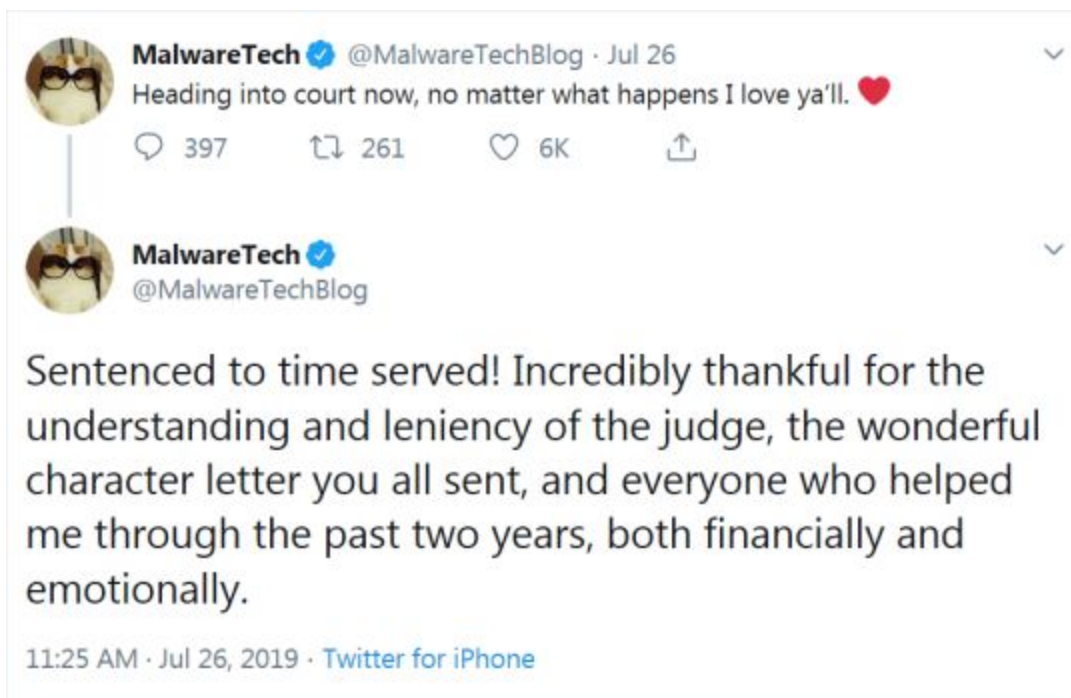 MalwareTech @MalwareTechBlog · Jul 26
Heading into court now, no matter what happens I love ya'll. ❤️
397 261 6K
MalwareTech
@MalwareTechBlog
Sentenced to time served! Incredibly thankful for the
understanding and leniency of the judge, the wonderful
character letter you all sent, and everyone who helped
me through the past two years, both financially and
emotionally.
11:25 AM · Jul 26, 2019 · Twitter for iPhone